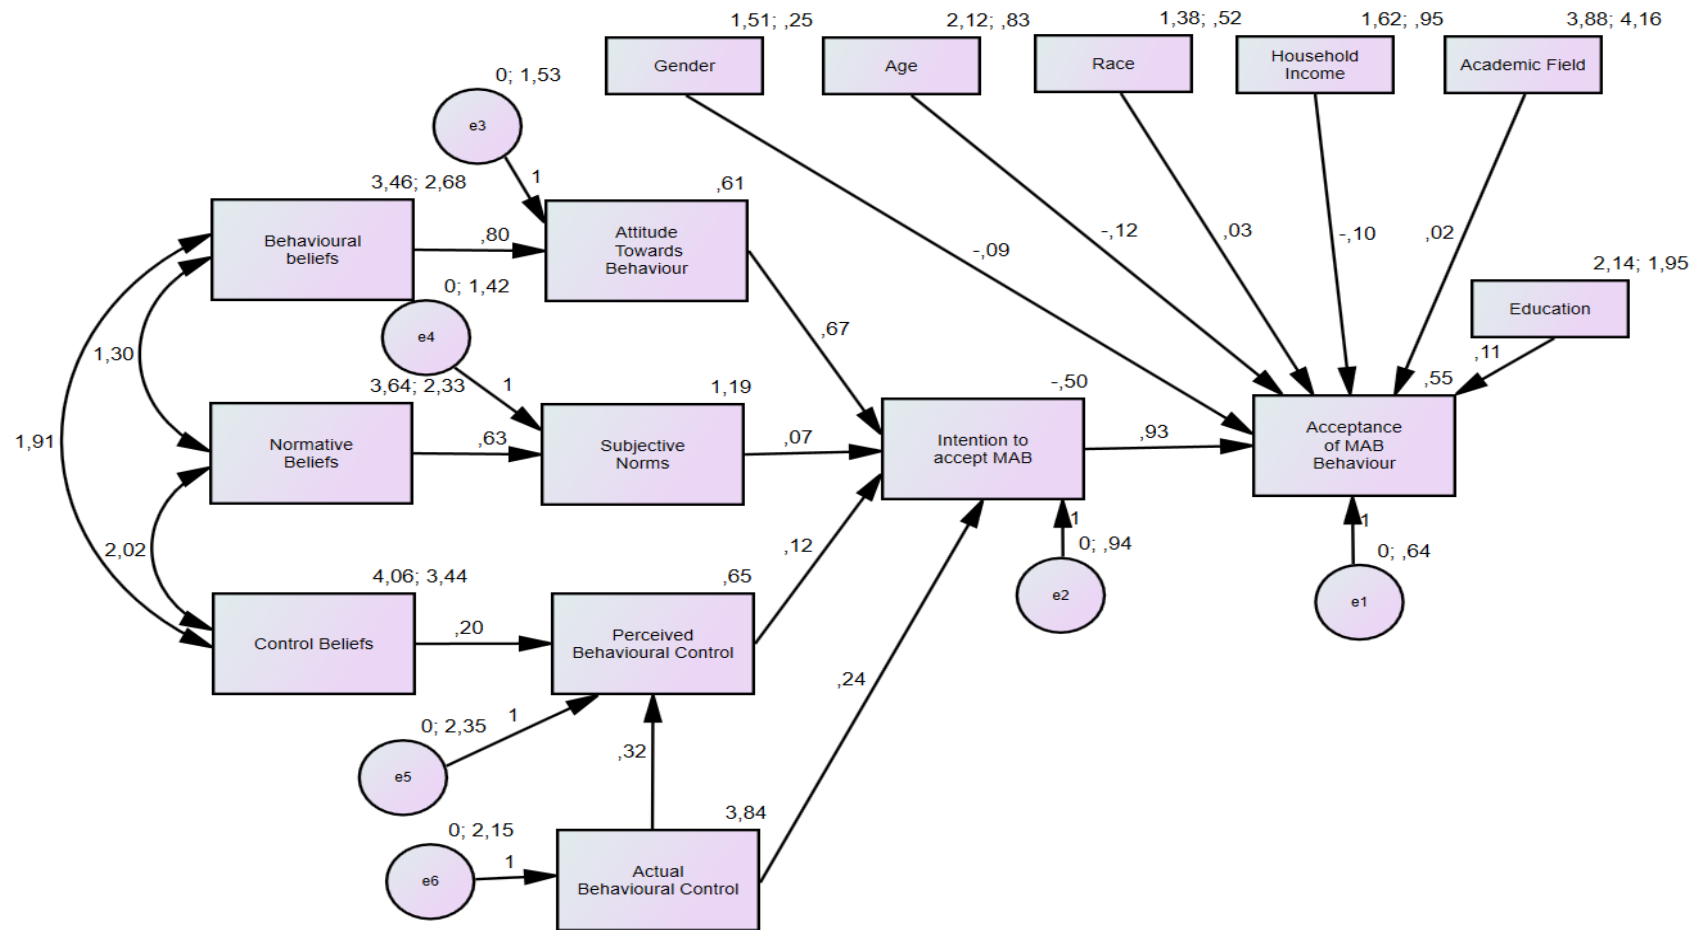 1,51; ,25
2,12; ,83
1,38; ,52
1,62; ,95
3,88; 4,16
Gender
Age
Race
Household
Income
Academic Field
0; 1,53
e3
1
3,46; 2,68
,61
Behavioural
beliefs
,80
Attitude
Towards
Behaviour
-,09
-,12
,03
-,10
,02
2,14; 1,95
Education
0; 1,42
e4
,67
,11
1,30
3,64; 2,33
1
1,19
-,50
,55
1,91
Normative
Beliefs
,63
Subjective
Norms
,07
Intention to
accept MAB
,93
Acceptance
of MAB
Behaviour
2,02
,12
1
0; ,94
e2
1
0; ,64
e1
4,06; 3,44
,65
Control Beliefs
,20
Perceived
Behavioural Control
,24
0; 2,35
1
e5
,32
0; 2,15
1
e6
3,84
Actual
Behavioural Control